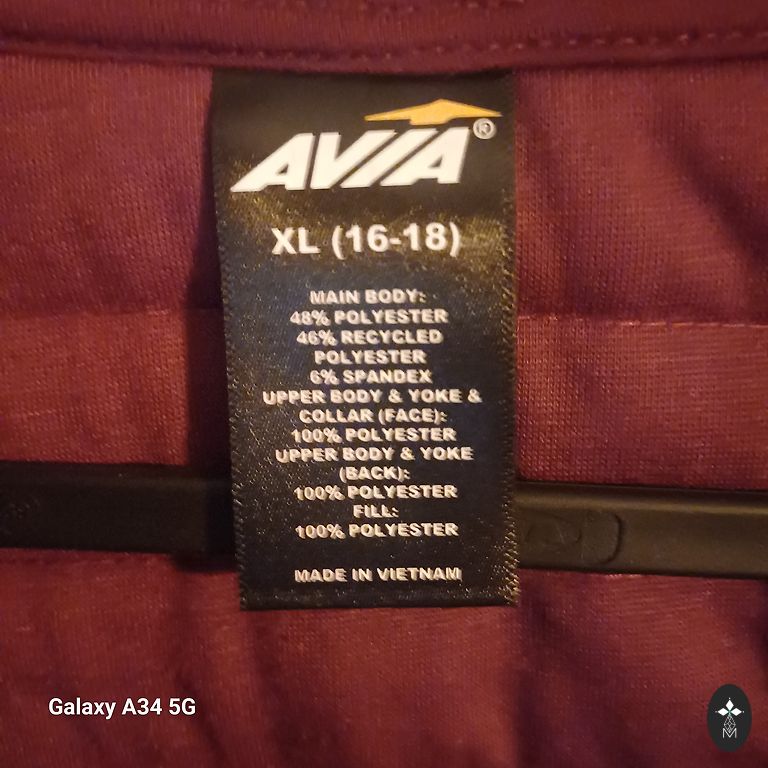 AVIA®
XL (16-18)
MAIN BODY:
48% POLYESTER
46% RECYCLED
POLYESTER
6% SPANDEX
UPPER BODY & YOKE &
COLLAR (FACE):
100% POLYESTER
UPPER BODY & YOKE
(BACK):
100% POLYESTER
FILL:
100% POLYESTER
MADE IN VIETNAM
Galaxy A34 5G
M